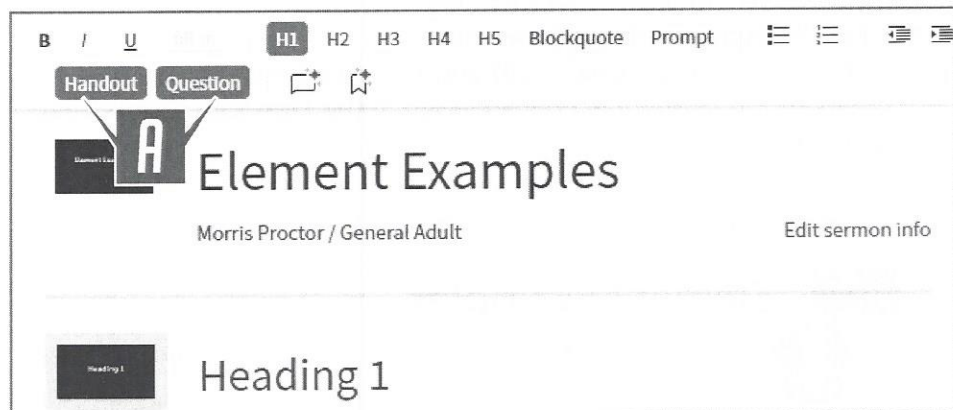 B I U H1 H2 H3 H4 H5 Blockquote Prompt
Handout Question
A
Element Examples
Morris Proctor / General Adult
Edit sermon info
Heading 1
Heading 1